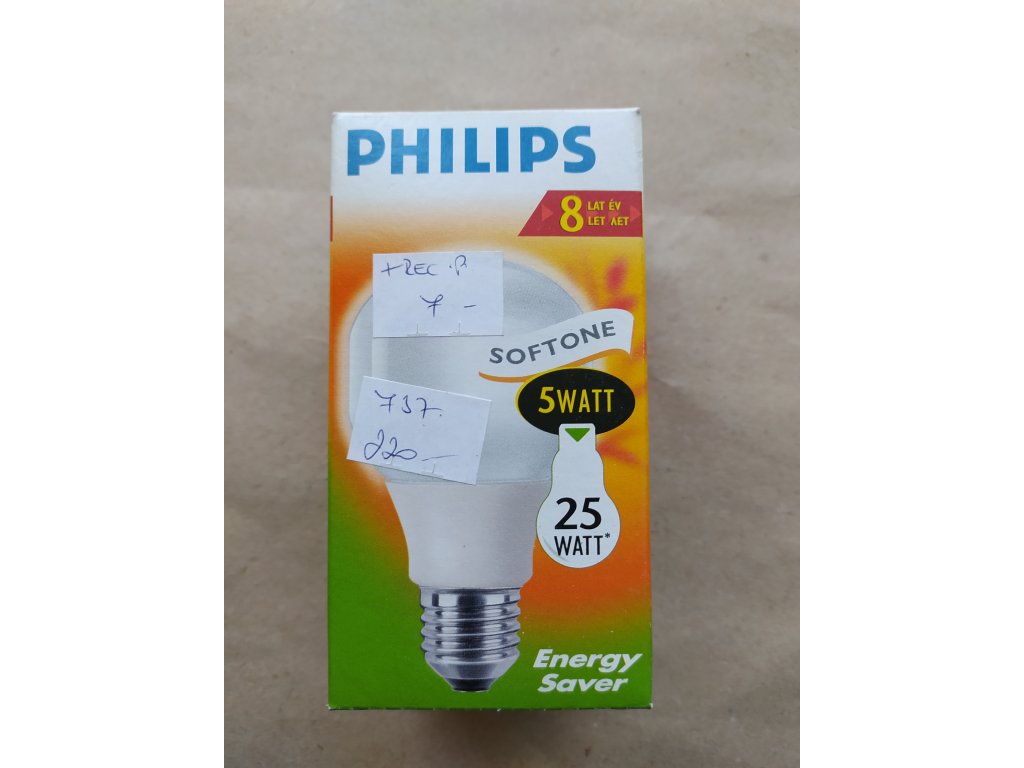 PHILIPS
8 LAT ÉV
LET ЛЕТ
+ REC .P.
7 –
SOFTONE
5WATT
737.
220,–
25
WATT*
Energy
Saver